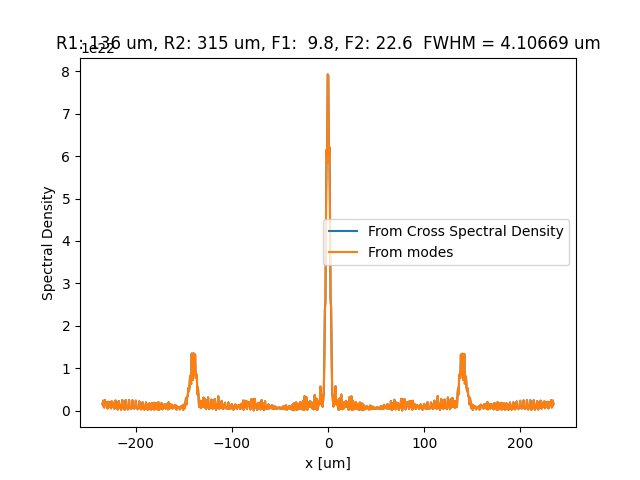 R1: 136 um, R2: 315 um, F1:  9.8, F2: 22.6  FWHM = 4.10669 um
1e22
8
7
6
5
4
3
2
1
0
Spectral Density
From Cross Spectral Density
From modes
−200
−100
0
100
200
x [um]